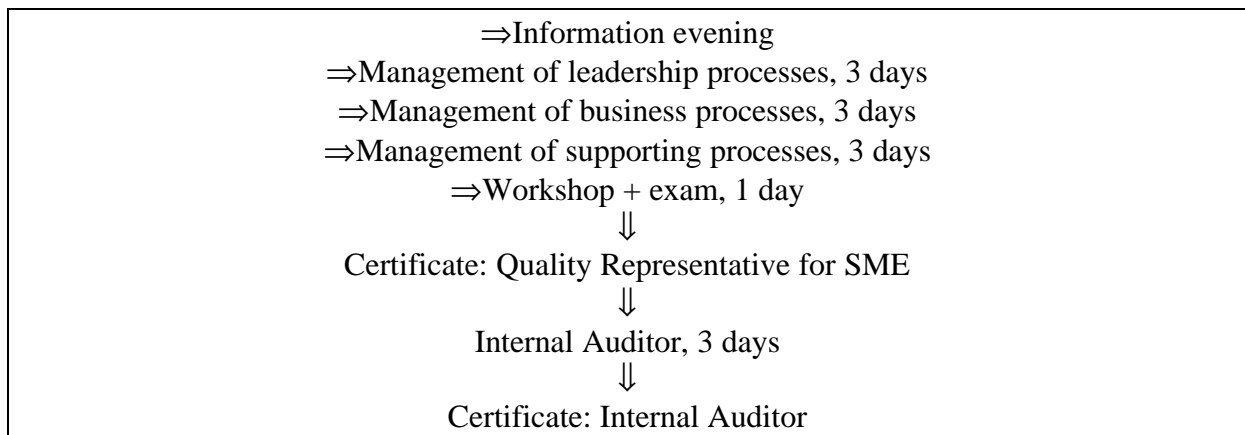 ⇒Information evening
⇒Management of leadership processes, 3 days
⇒Management of business processes, 3 days
⇒Management of supporting processes, 3 days
⇒Workshop + exam, 1 day
⇓
Certificate: Quality Representative for SME
⇓
Internal Auditor, 3 days
⇓
Certificate: Internal Auditor